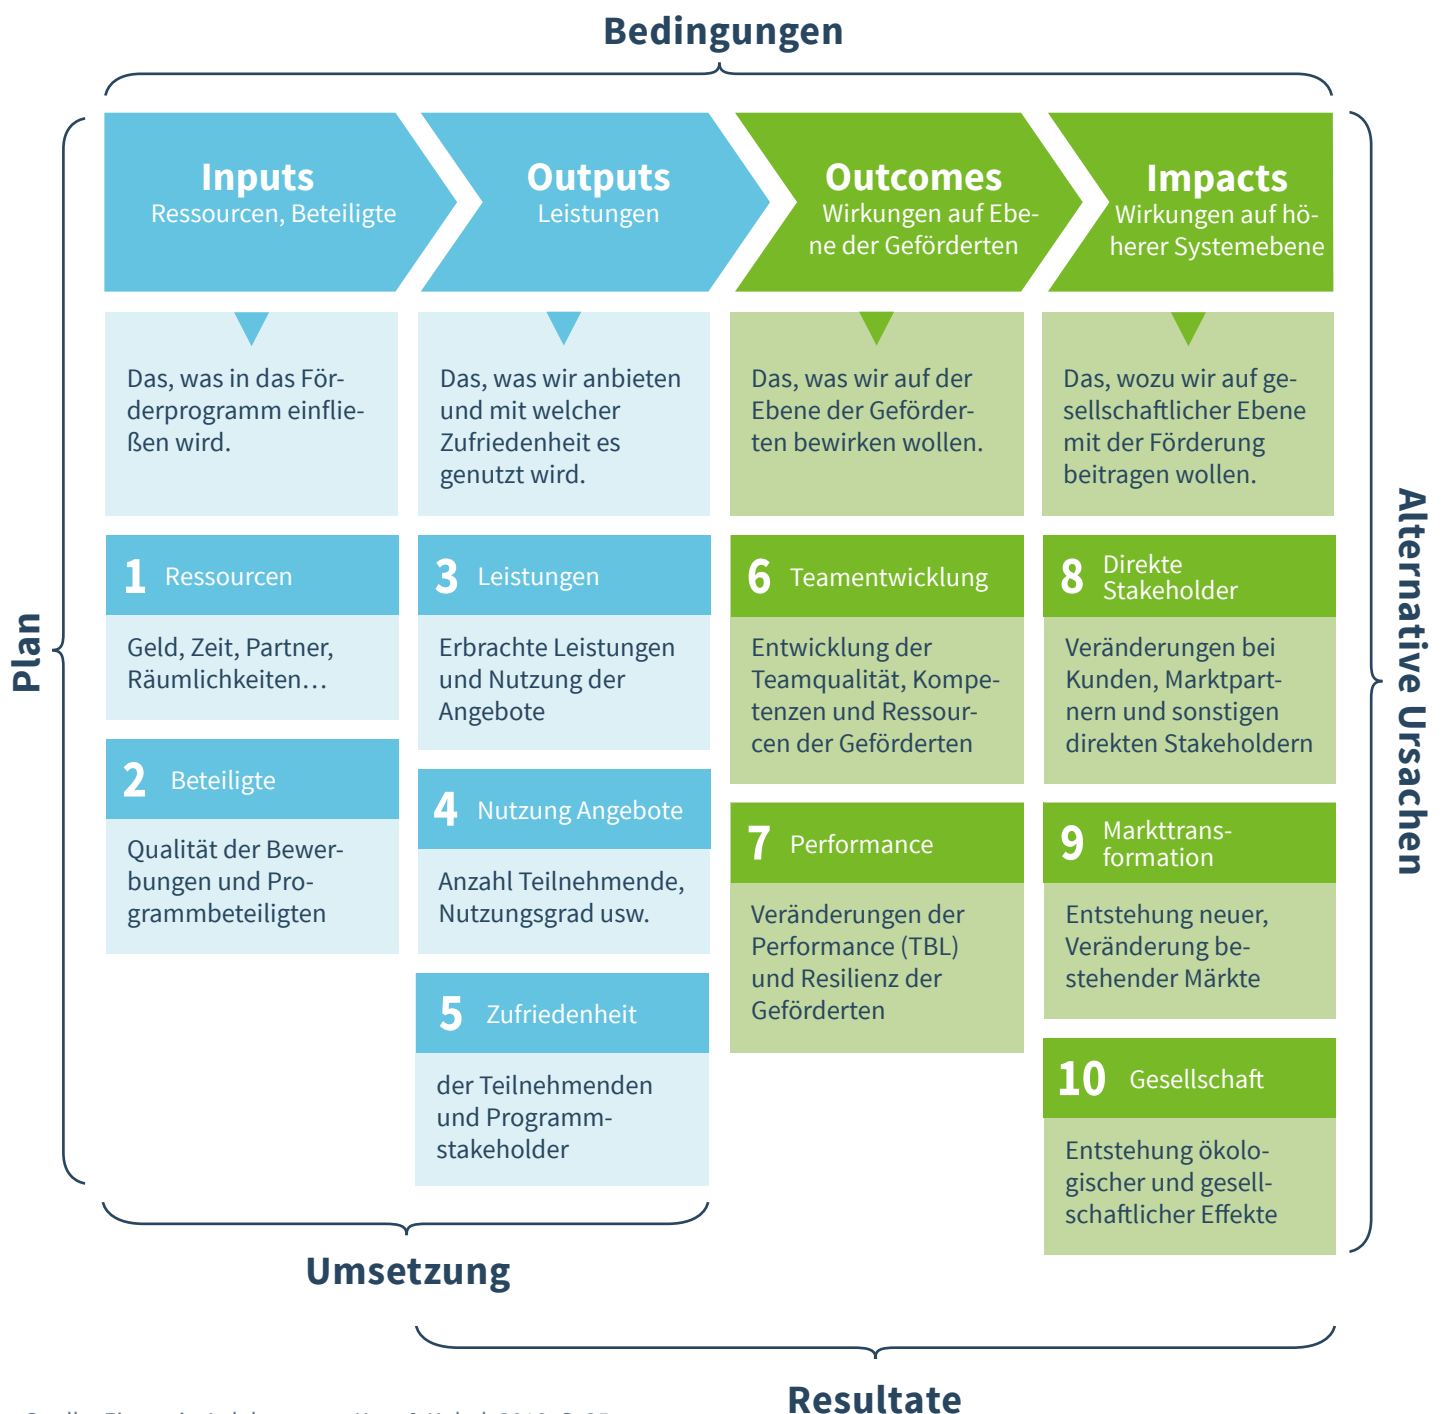 Bedingungen
Plan
Alternative Ursachen
Inputs
Ressourcen, Beteiligte
Das, was in das För-
derprogramm einflie-
ßen wird.
1 Ressourcen
Geld, Zeit, Partner,
Räumlichkeiten…
2 Beteiligte
Qualität der Bewer-
bungen und Pro-
grammbeteiligten
Outputs
Leistungen
Das, was wir anbieten
und mit welcher
Zufriedenheit es
genutzt wird.
3 Leistungen
Erbrachte Leistungen
und Nutzung der
Angebote
4 Nutzung Angebote
Anzahl Teilnehmende,
Nutzungsgrad usw.
5 Zufriedenheit
der Teilnehmenden
und Programm-
stakeholder
Outcomes
Wirkungen auf Ebe-
ne der Geförderten
Das, was wir auf der
Ebene der Geförder-
ten bewirken wollen.
6 Teamentwicklung
Entwicklung der
Teamqualität, Kompe-
tenzen und Ressour-
cen der Geförderten
7 Performance
Veränderungen der
Performance (TBL)
und Resilienz der
Geförderten
Impacts
Wirkungen auf hö-
herer Systemebene
Das, wozu wir auf ge-
sellschaftlicher Ebene
mit der Förderung
beitragen wollen.
8 Direkte
Stakeholder
Veränderungen bei
Kunden, Marktpart-
nern und sonstigen
direkten Stakeholdern
9 Markttrans-
formation
Entstehung neuer,
Veränderung be-
stehender Märkte
10 Gesellschaft
Entstehung ökolo-
gischer und gesell-
schaftlicher Effekte
Umsetzung
Resultate